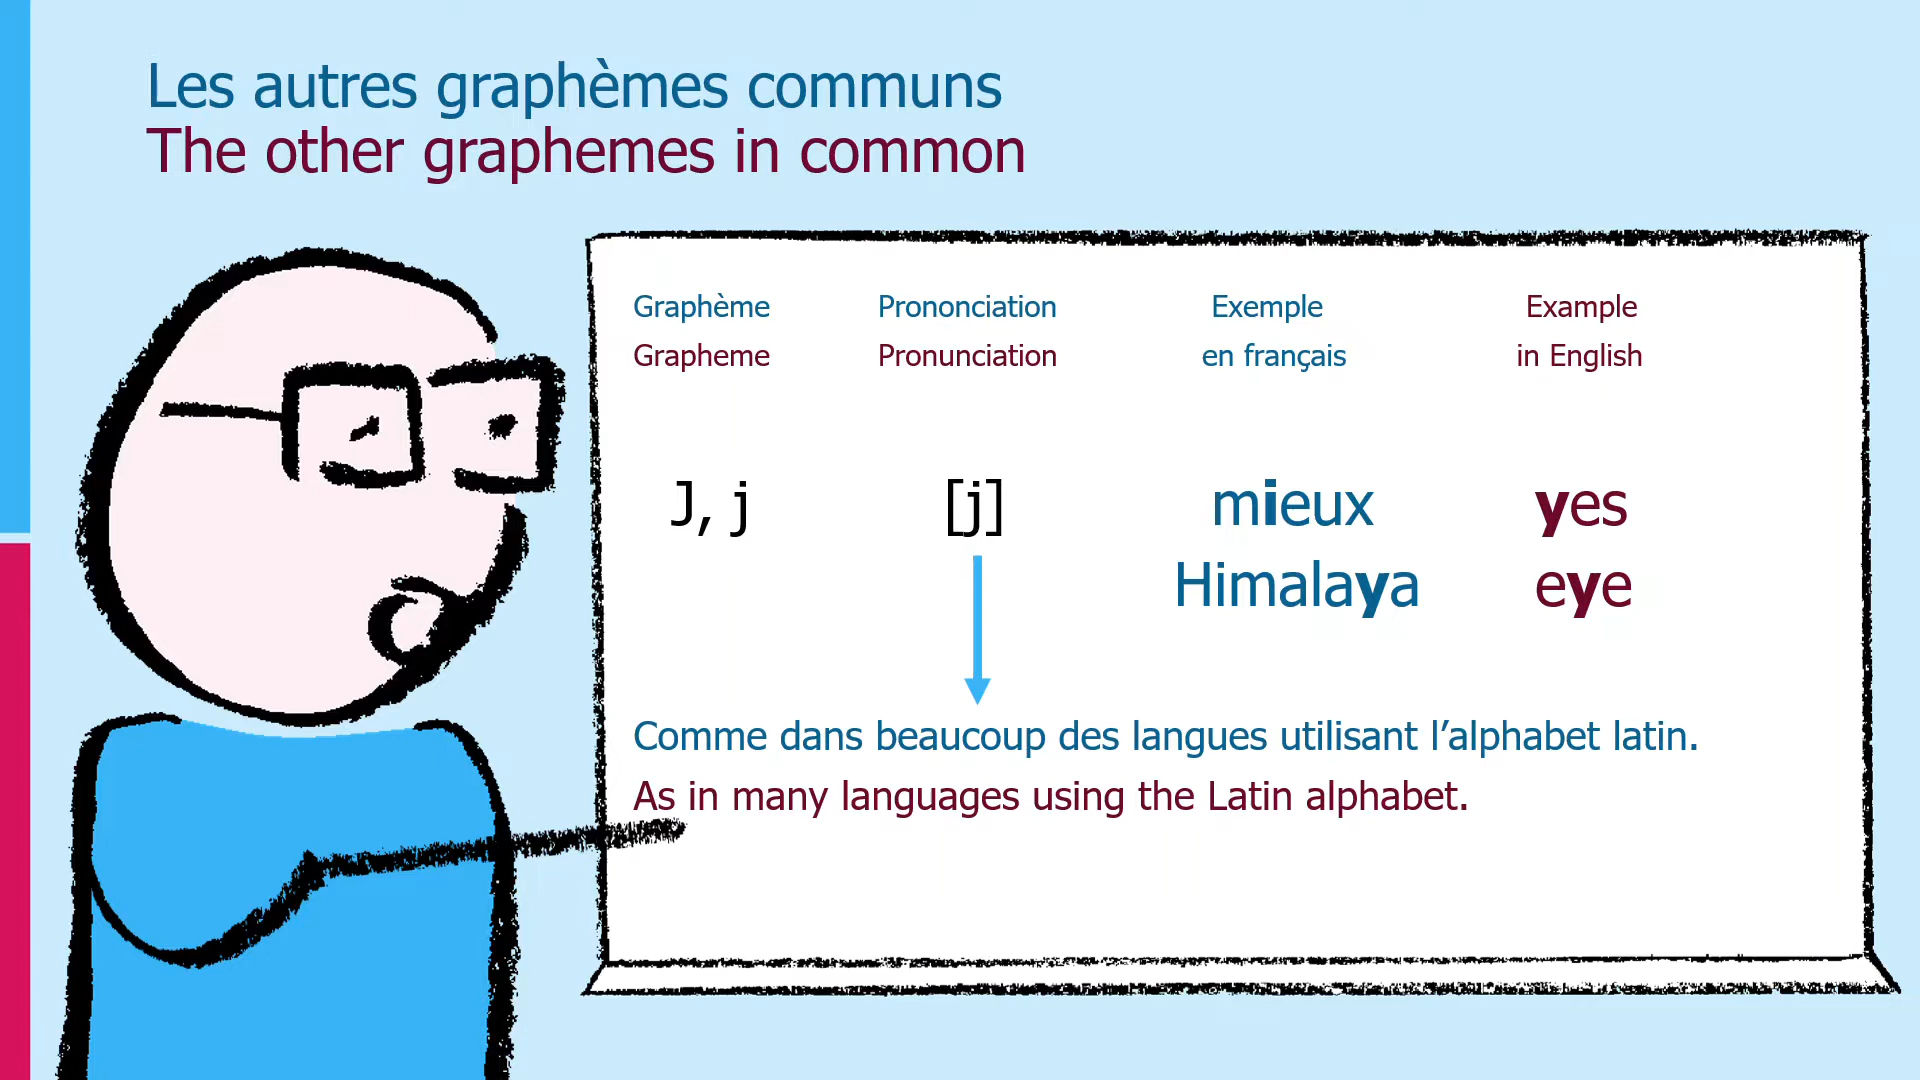 Les autres graphèmes communs
The other graphemes in common
Graphème Prononciation Exemple Example
Grapheme Pronunciation en français in English
J, j [j] mieux yes
Himalaya eye
Comme dans beaucoup des langues utilisant l’alphabet latin.
As in many languages using the Latin alphabet.